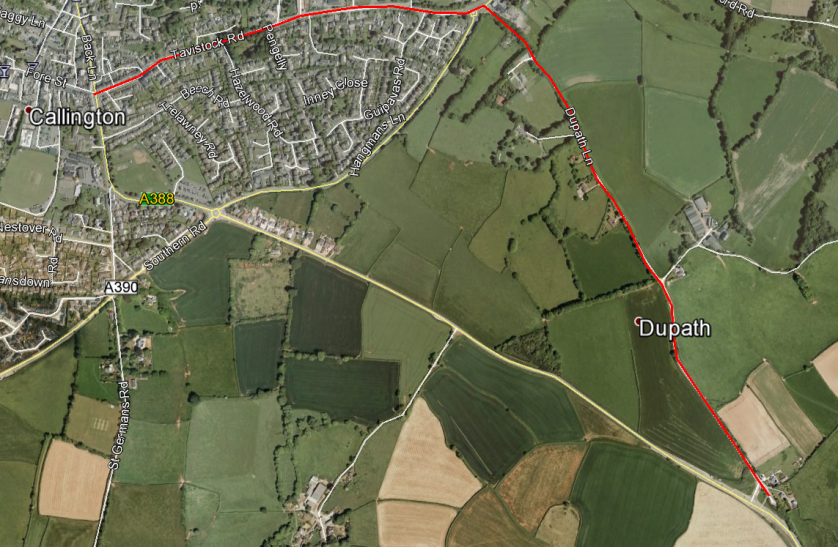 Back Ln
Tavistock Rd
Pengelly
Fore St
Beech Rd
Hazelwood Rd
Inney Close
Guipavas Rd
Callington
Trelawney Rd
Hangmans Ln
Dupath Ln
A388
Southern Rd
A390
Dupath
St Germans Rd